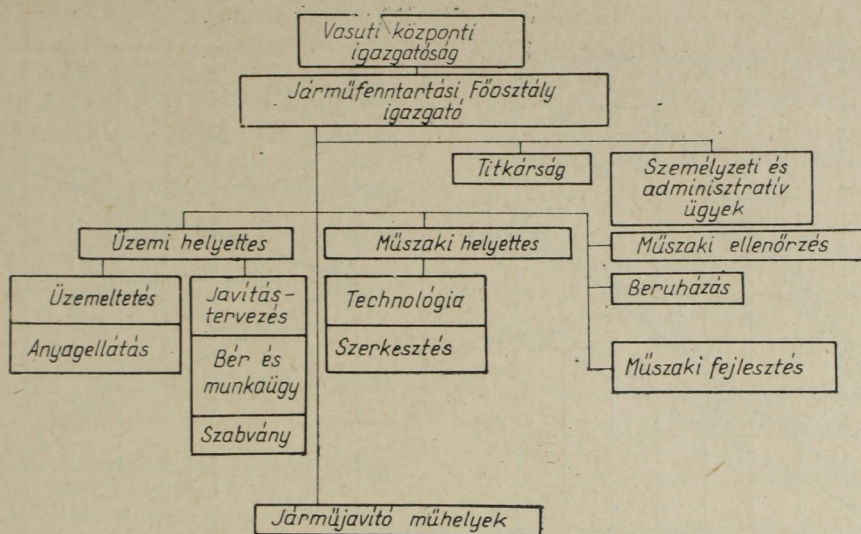 Vasuti központi
igazgatóság
Járműfenntartási Főosztály
igazgató
Titkárság
Személyzeti és
adminisztratív
ügyek
Üzemi helyettes
Műszaki helyettes
Műszaki ellenőrzés
Üzemeltetés
Anyagellátás
Javítás-
tervezés
Bér és
munkaügy
Szabvány
Technológia
Szerkesztés
Beruházás
Műszaki fejlesztés
Járműjavító műhelyek